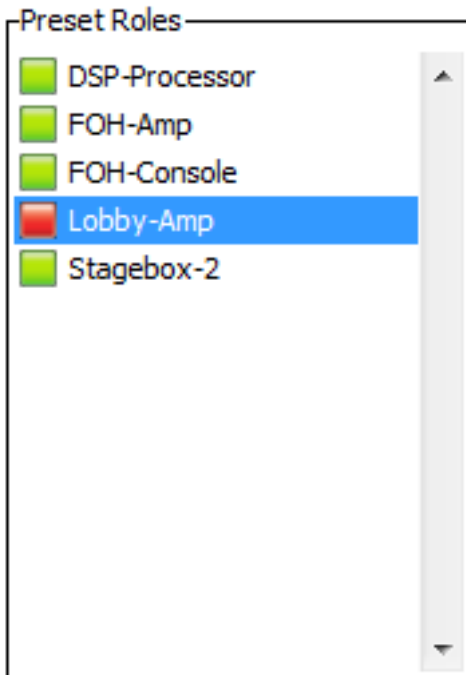 Preset Roles
DSP-Processor
FOH-Amp
FOH-Console
Lobby-Amp
Stagebox-2